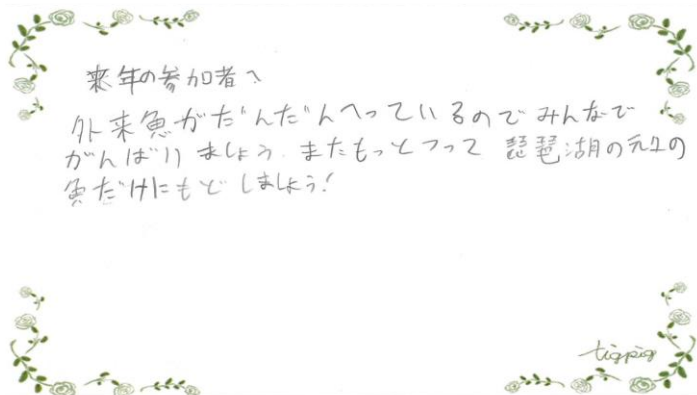 来年の参加者へ
外来魚がだんだんへっているのでみんなで
がんばりましょう。またもっとつって 琵琶湖の元の
魚だけにもどしましょう!
tigpig